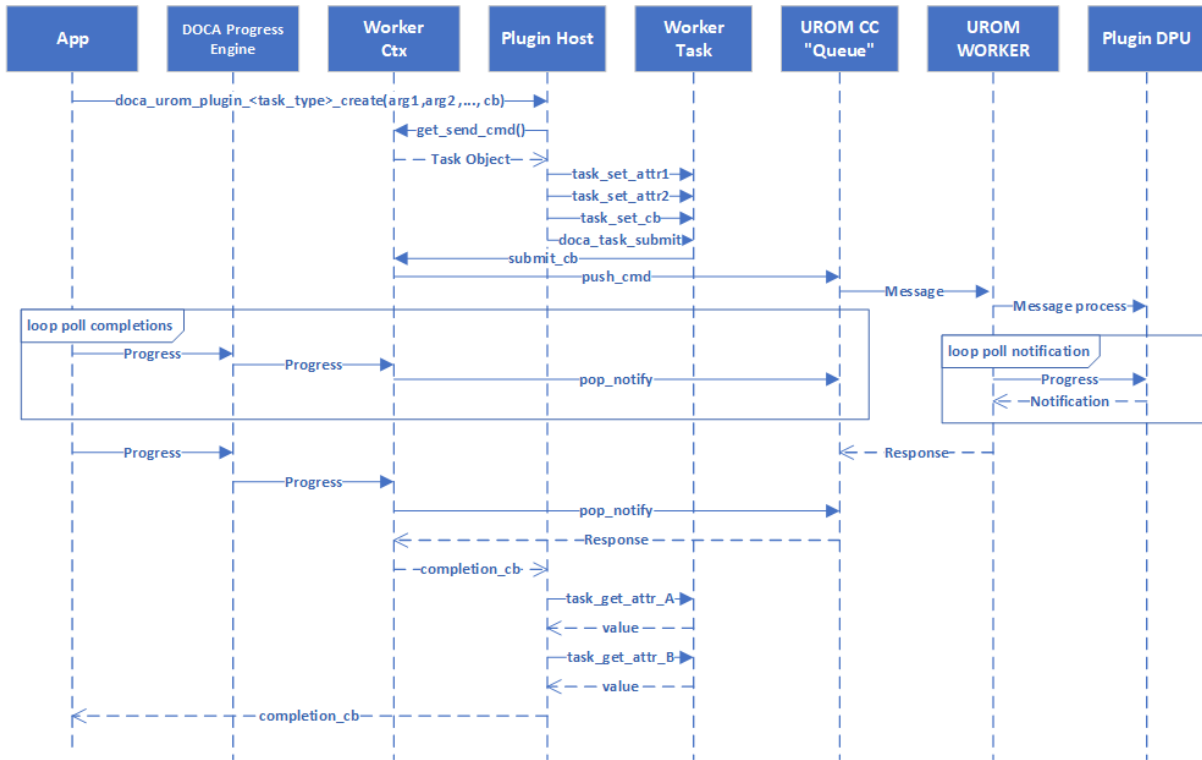 App
DOCA Progress
Engine
Worker
Ctx
Plugin Host
Worker
Task
UROM CC
"Queue"
UROM
WORKER
Plugin DPU
doca_urom_plugin_<task_type>_create(arg1,arg2,..., cb)
get_send_cmd()
Task Object
task_set_attr1
task_set_attr2
task_set_cb
doca_task_submit
submit_cb
push_cmd
Message
Message process
loop poll completions
loop poll notification
Progress
Progress
pop_notify
Progress
Notification
Progress
Response
Progress
pop_notify
Response
completion_cb
task_get_attr_A
value
task_get_attr_B
value
completion_cb